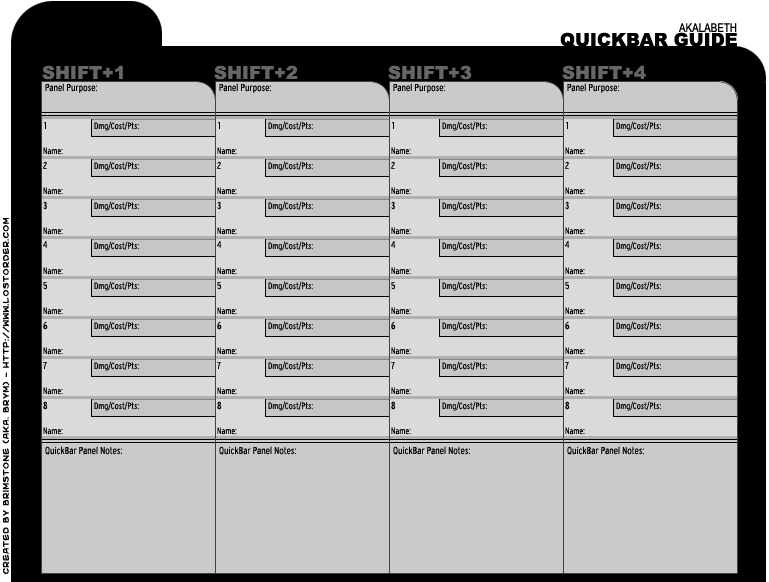 AKALABETH
QUICKBAR GUIDE
SHIFT+1 SHIFT+2 SHIFT+3 SHIFT+4
Panel Purpose: Panel Purpose: Panel Purpose: Panel Purpose:
1 Dmg/Cost/Pts: 1 Dmg/Cost/Pts: 1 Dmg/Cost/Pts: 1 Dmg/Cost/Pts:
Name: Name: Name: Name:
2 Dmg/Cost/Pts: 2 Dmg/Cost/Pts: 2 Dmg/Cost/Pts: 2 Dmg/Cost/Pts:
Name: Name: Name: Name:
3 Dmg/Cost/Pts: 3 Dmg/Cost/Pts: 3 Dmg/Cost/Pts: 3 Dmg/Cost/Pts:
Name: Name: Name: Name:
4 Dmg/Cost/Pts: 4 Dmg/Cost/Pts: 4 Dmg/Cost/Pts: 4 Dmg/Cost/Pts:
Name: Name: Name: Name:
5 Dmg/Cost/Pts: 5 Dmg/Cost/Pts: 5 Dmg/Cost/Pts: 5 Dmg/Cost/Pts:
Name: Name: Name: Name:
6 Dmg/Cost/Pts: 6 Dmg/Cost/Pts: 6 Dmg/Cost/Pts: 6 Dmg/Cost/Pts:
Name: Name: Name: Name:
7 Dmg/Cost/Pts: 7 Dmg/Cost/Pts: 7 Dmg/Cost/Pts: 7 Dmg/Cost/Pts:
Name: Name: Name: Name:
8 Dmg/Cost/Pts: 8 Dmg/Cost/Pts: 8 Dmg/Cost/Pts: 8 Dmg/Cost/Pts:
Name: Name: Name: Name:
QuickBar Panel Notes: QuickBar Panel Notes: QuickBar Panel Notes: QuickBar Panel Notes:
CREATED BY BRIMSTONE (AKA. BRYM) - HTTP://WWW.LOSTORDER.COM